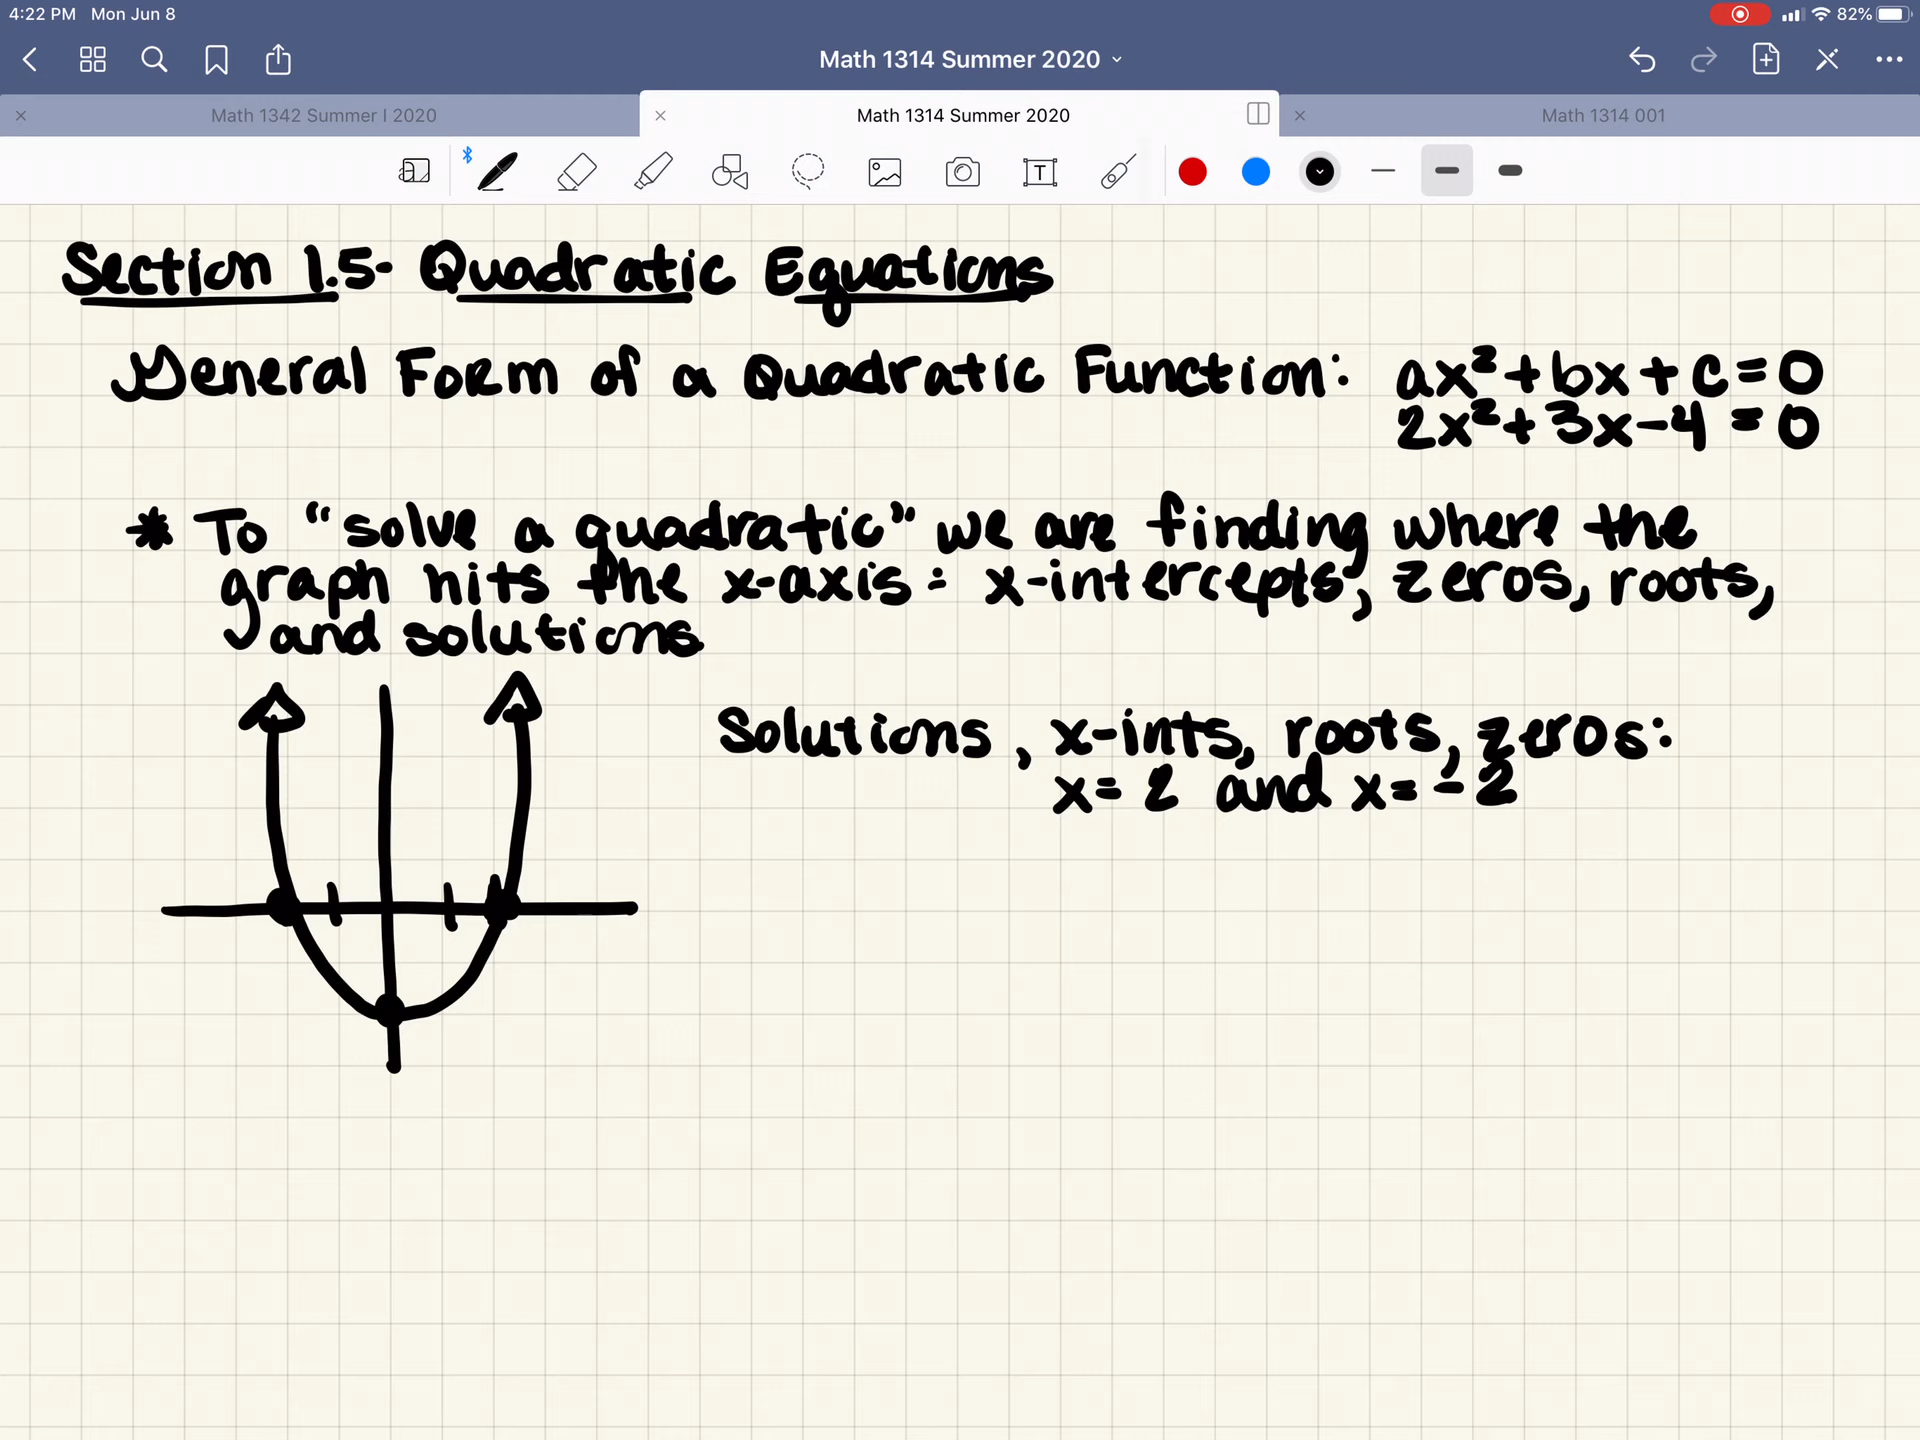 4:22 PM Mon Jun 8
82%
Math 1314 Summer 2020
Math 1342 Summer I 2020
Math 1314 Summer 2020
Math 1314 001
Section 1.5- Quadratic Equations
General Form of a Quadratic Function: ax²+bx+c=0
2x²+3x-4=0
* To "solve a quadratic" we are finding where the
graph hits the x-axis= x-intercepts, zeros, roots,
and solutions
Solutions, x-ints, roots, zeros:
x=2 and x=-2